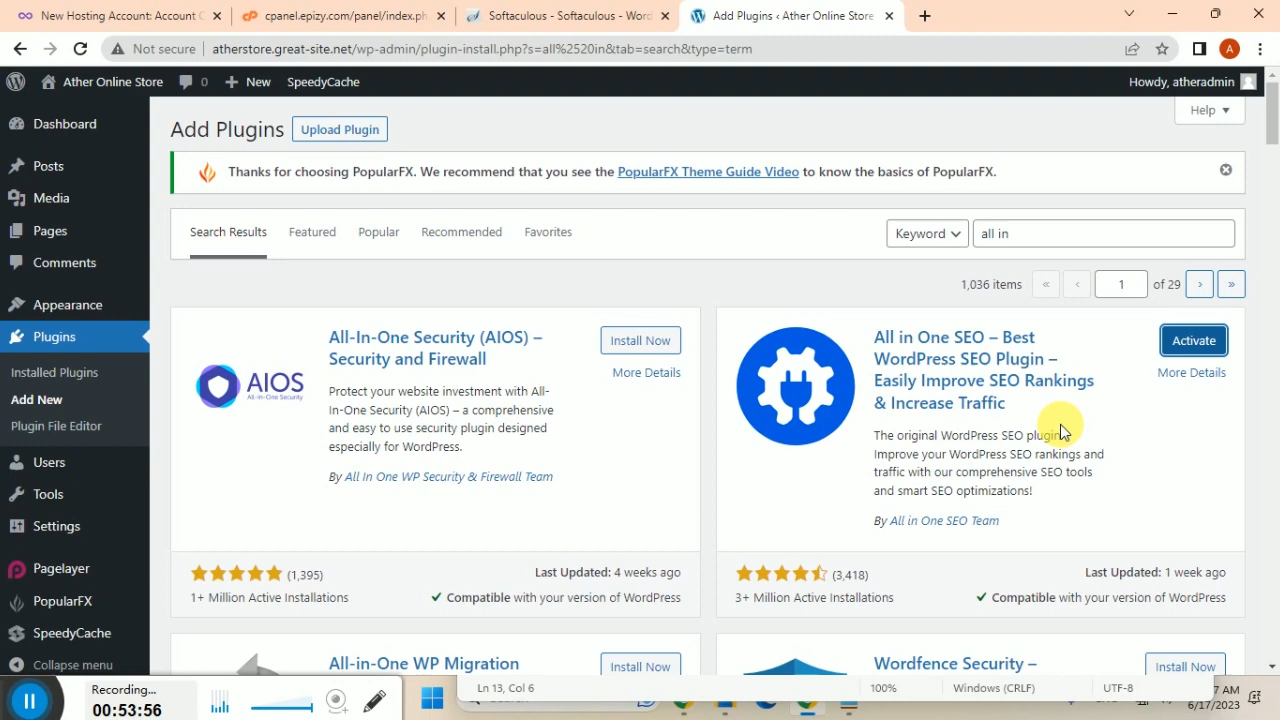 New Hosting Account: Account C
cpanel.epizy.com/panel/index.ph
Softaculous - Softaculous - Wor
Add Plugins ‹ Ather Online Store
Not secure
atherstore.great-site.net/wp-admin/plugin-install.php?s=all%2520in&tab=search&type=term
A
Ather Online Store
0
New
SpeedyCache
Howdy, atheradmin
Dashboard
Posts
Media
Pages
Comments
Appearance
Plugins
Installed Plugins
Add New
Plugin File Editor
Users
Tools
Settings
Pagelayer
PopularFX
SpeedyCache
Collapse menu
Help
Add Plugins
Upload Plugin
Thanks for choosing PopularFX. We recommend that you see the PopularFX Theme Guide Video to know the basics of PopularFX.
Search Results
Featured
Popular
Recommended
Favorites
Keyword
all in
1,036 items
«
‹
1
of 29
›
»
AIOS
All-In-One Security (AIOS) –
Security and Firewall
Install Now
More Details
Protect your website investment with All-
In-One Security (AIOS) – a comprehensive
and easy to use security plugin designed
especially for WordPress.
By All In One WP Security & Firewall Team
(1,395)
1+ Million Active Installations
Last Updated: 4 weeks ago
Compatible with your version of WordPress
All in One SEO – Best
WordPress SEO Plugin –
Easily Improve SEO Rankings
& Increase Traffic
Activate
More Details
The original WordPress SEO plugin
Improve your WordPress SEO rankings and
traffic with our comprehensive SEO tools
and smart SEO optimizations!
By All in One SEO Team
(3,418)
3+ Million Active Installations
Last Updated: 1 week ago
Compatible with your version of WordPress
All-in-One WP Migration
Install Now
Wordfence Security –
Install Now
Recording...
00:53:56
Ln 13, Col 6
100%
Windows (CRLF)
UTF-8
7 AM
6/17/2023